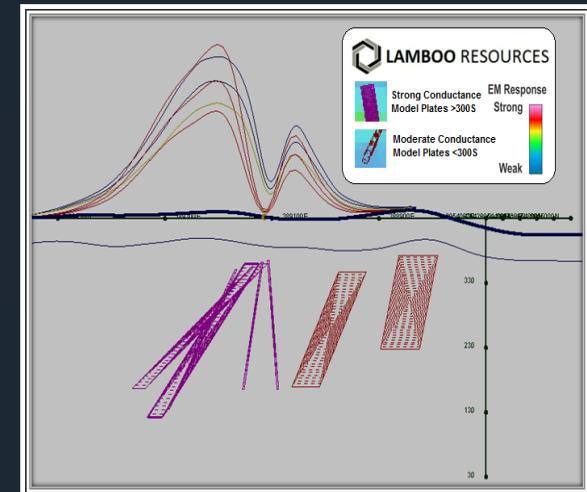 LAMBOO RESOURCES
Strong Conductance
Model Plates >300S
EM Response
Strong
Moderate Conductance
Model Plates <300S
Weak
330
230
130
30